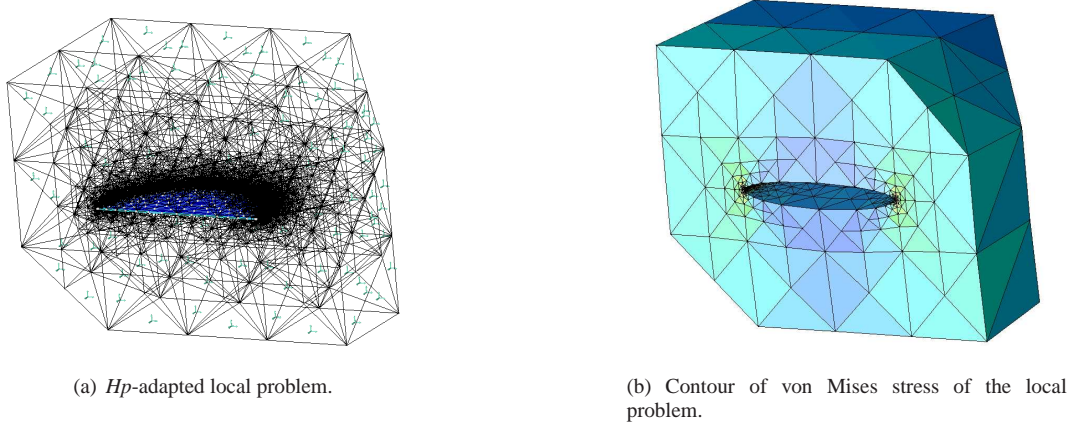 (a) Hp-adapted local problem.
(b) Contour of von Mises stress of the local
problem.